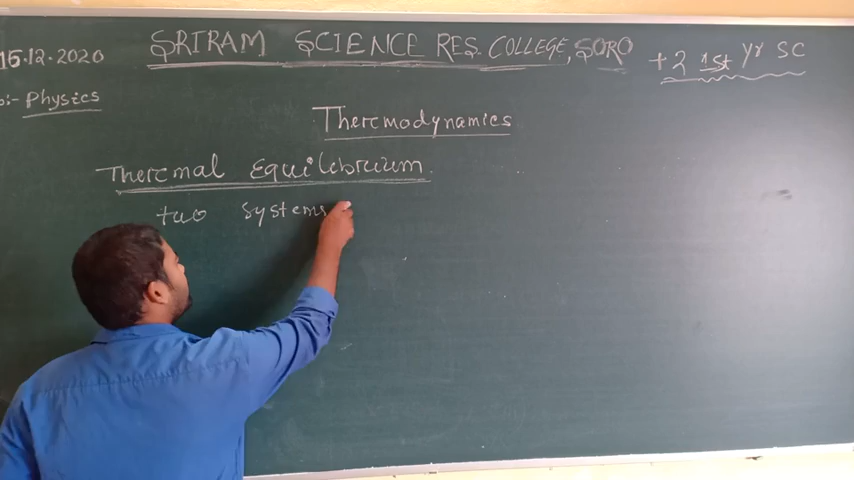 15.12.2020 SRIRAM SCIENCE RES. COLLEGE, SORO +2 1st yr SC
:- Physics
Thermodynamics
Thermal Equilibrium.
two systems